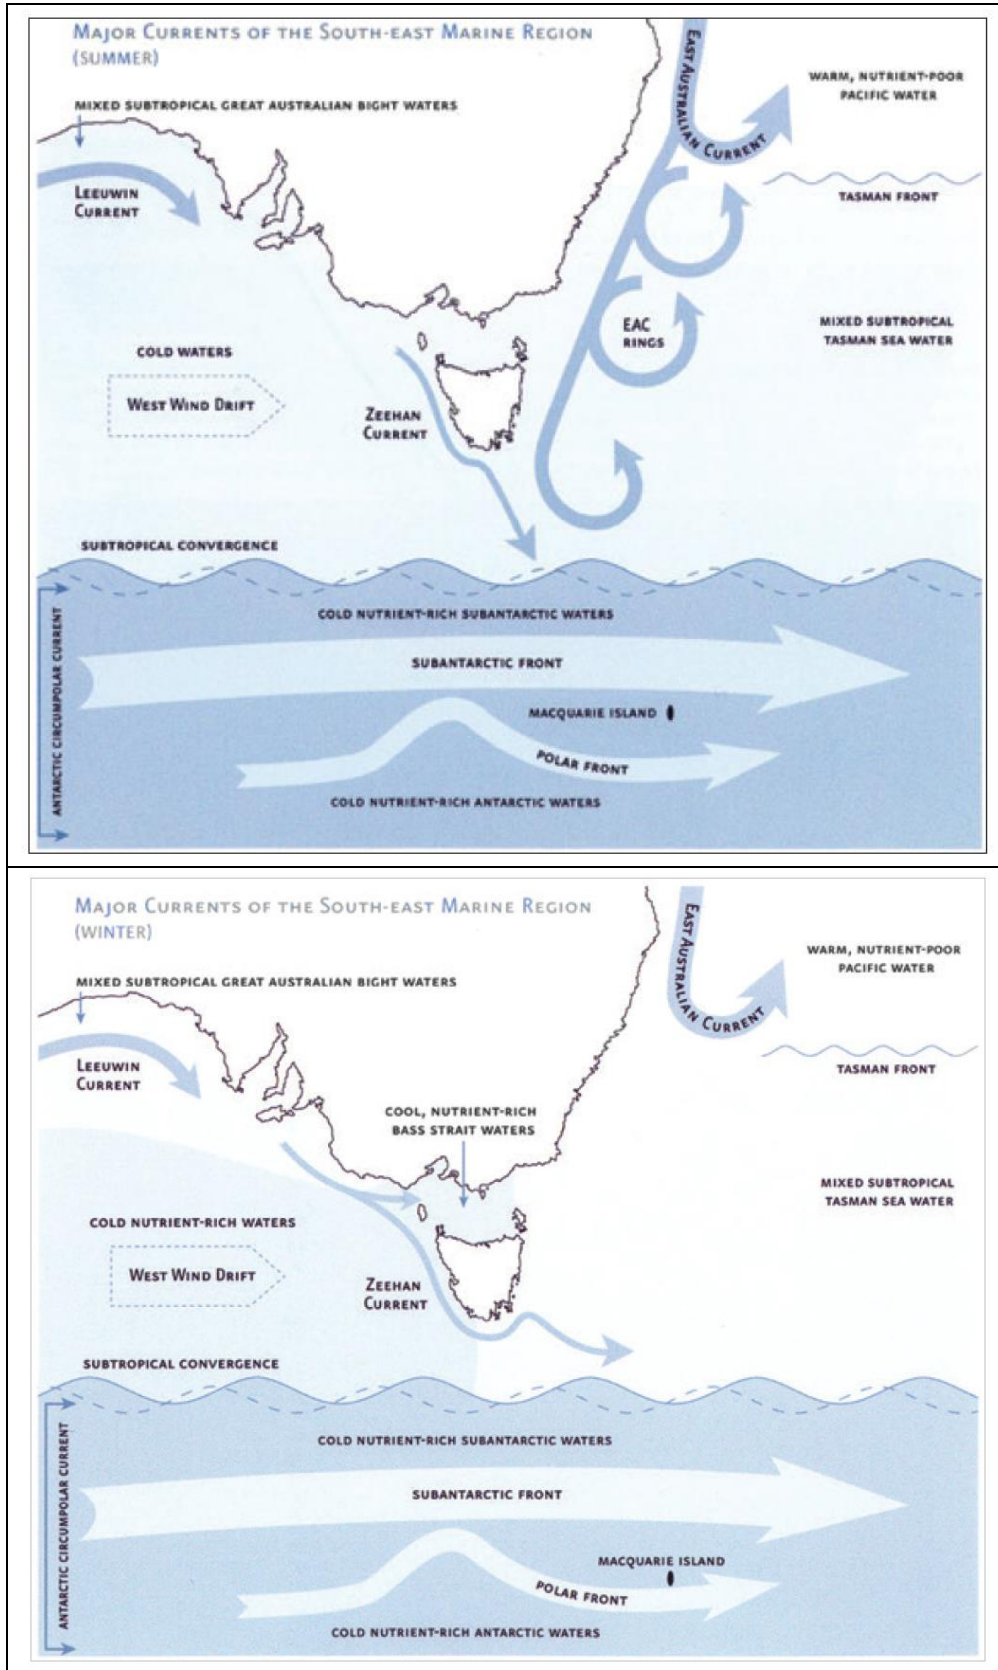 MAJOR CURRENTS OF THE SOUTH-EAST MARINE REGION
(SUMMER)
MIXED SUBTROPICAL GREAT AUSTRALIAN BIGHT WATERS
EAST AUSTRALIAN CURRENT
WARM, NUTRIENT-POOR
PACIFIC WATER
LEEUWIN
CURRENT
TASMAN FRONT
EAC
RINGS
MIXED SUBTROPICAL
TASMAN SEA WATER
COLD WATERS
WEST WIND DRIFT
ZEEHAN
CURRENT
SUBTROPICAL CONVERGENCE
ANTARCTIC CIRCUMPOLAR CURRENT
COLD NUTRIENT-RICH SUBANTARCTIC WATERS
SUBANTARCTIC FRONT
MACQUARIE ISLAND
POLAR FRONT
COLD NUTRIENT-RICH ANTARCTIC WATERS
MAJOR CURRENTS OF THE SOUTH-EAST MARINE REGION
(WINTER)
MIXED SUBTROPICAL GREAT AUSTRALIAN BIGHT WATERS
EAST AUSTRALIAN CURRENT
WARM, NUTRIENT-POOR
PACIFIC WATER
LEEUWIN
CURRENT
TASMAN FRONT
COOL, NUTRIENT-RICH
BASS STRAIT WATERS
MIXED SUBTROPICAL
TASMAN SEA WATER
COLD NUTRIENT-RICH WATERS
WEST WIND DRIFT
ZEEHAN
CURRENT
SUBTROPICAL CONVERGENCE
ANTARCTIC CIRCUMPOLAR CURRENT
COLD NUTRIENT-RICH SUBANTARCTIC WATERS
SUBANTARCTIC FRONT
MACQUARIE ISLAND
POLAR FRONT
COLD NUTRIENT-RICH ANTARCTIC WATERS